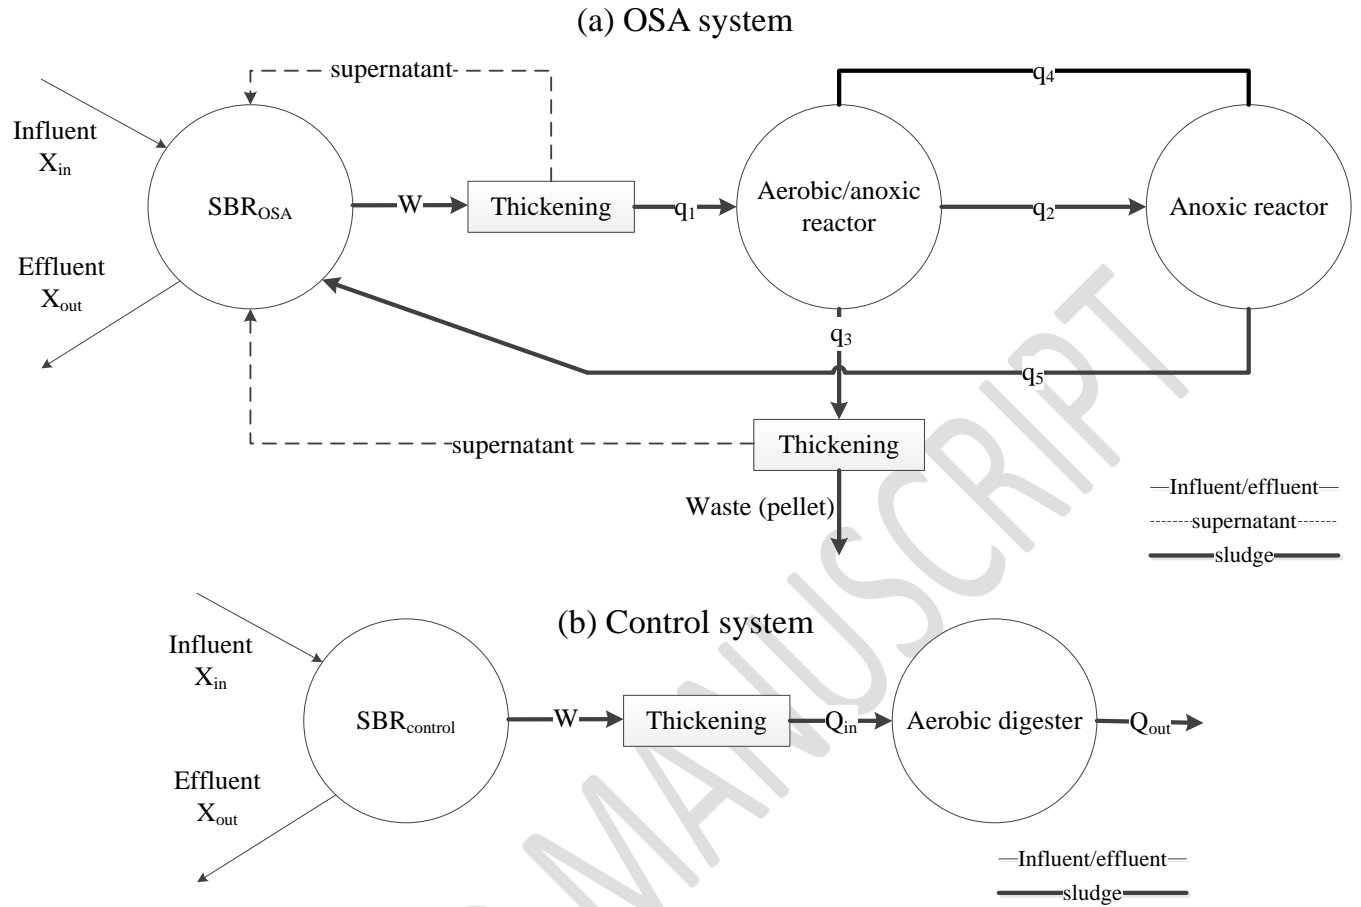 (a) OSA system
supernatant
q4
Influent
Xin
SBROSA
W
Thickening
q1
Aerobic/anoxic
reactor
q2
Anoxic reactor
Effluent
Xout
q3
q5
supernatant
Thickening
Waste (pellet)
Influent/effluent
supernatant
sludge
(b) Control system
Influent
Xin
SBRcontrol
W
Thickening
Qin
Aerobic digester
Qout
Effluent
Xout
Influent/effluent
sludge
MANUSCRIPT